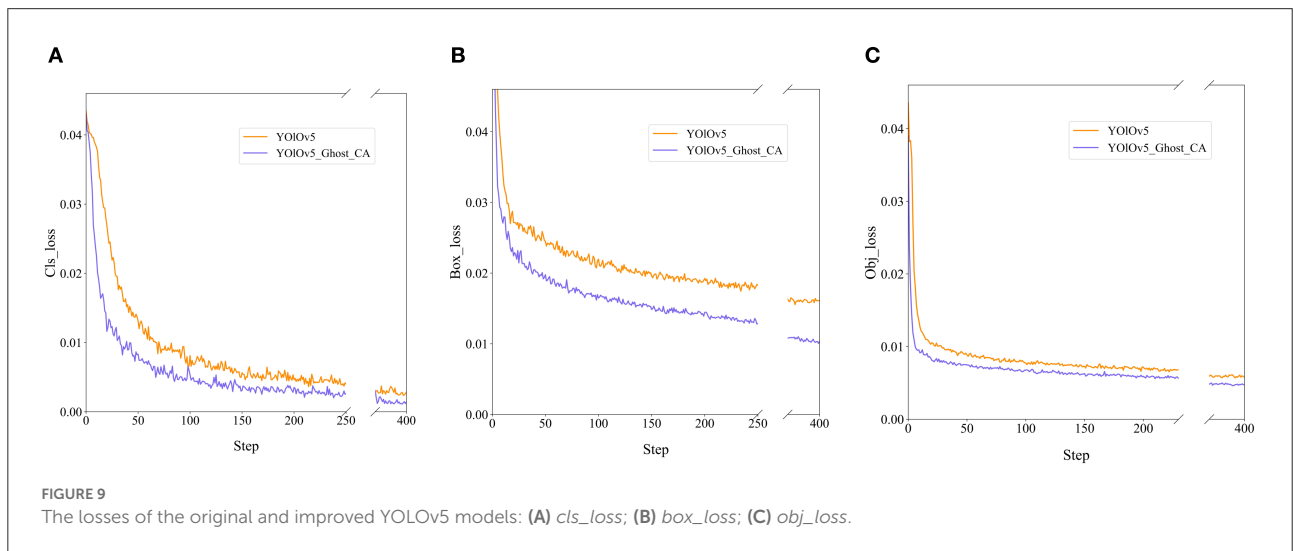 A
Cls_loss
0.04
0.03
0.02
0.01
0.00
YOlOv5
YOlOv5_Ghost_CA
0 50 100 150 200 250 400
Step
B
Box_loss
0.04
0.03
0.02
0.01
0.00
YOlOv5
YOlOv5_Ghost_CA
0 50 100 150 200 250 400
Step
C
Obj_loss
0.04
0.03
0.02
0.01
0.00
YOlOv5
YOlOv5_Ghost_CA
0 50 100 150 200 400
Step
FIGURE 9
The losses of the original and improved YOLOv5 models: (A) cls_loss; (B) box_loss; (C) obj_loss.